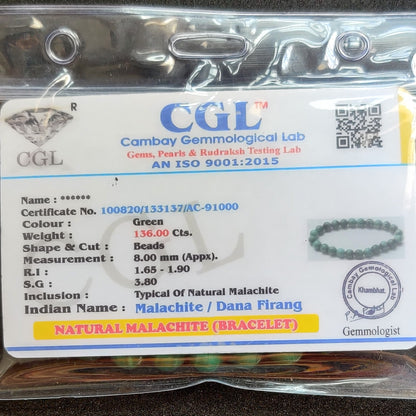 R
CGL
CGL™
Cambay Gemmological Lab
Gems, Pearls & Rudraksh Testing Lab
AN ISO 9001:2015
Name : ******
Certificate No. 100820/133137/AC-91000
Colour : Green
Weight : 136.00 Cts.
Shape & Cut : Beads
Measurement : 8.00 mm (Appx).
R.I : 1.65 - 1.90
S.G : 3.80
Inclusion : Typical Of Natural Malachite
Indian Name : Malachite / Dana Firang
NATURAL MALACHITE (BRACELET)
CGL
Cambay Gemological Lab
Khambhat.
Gemmologist